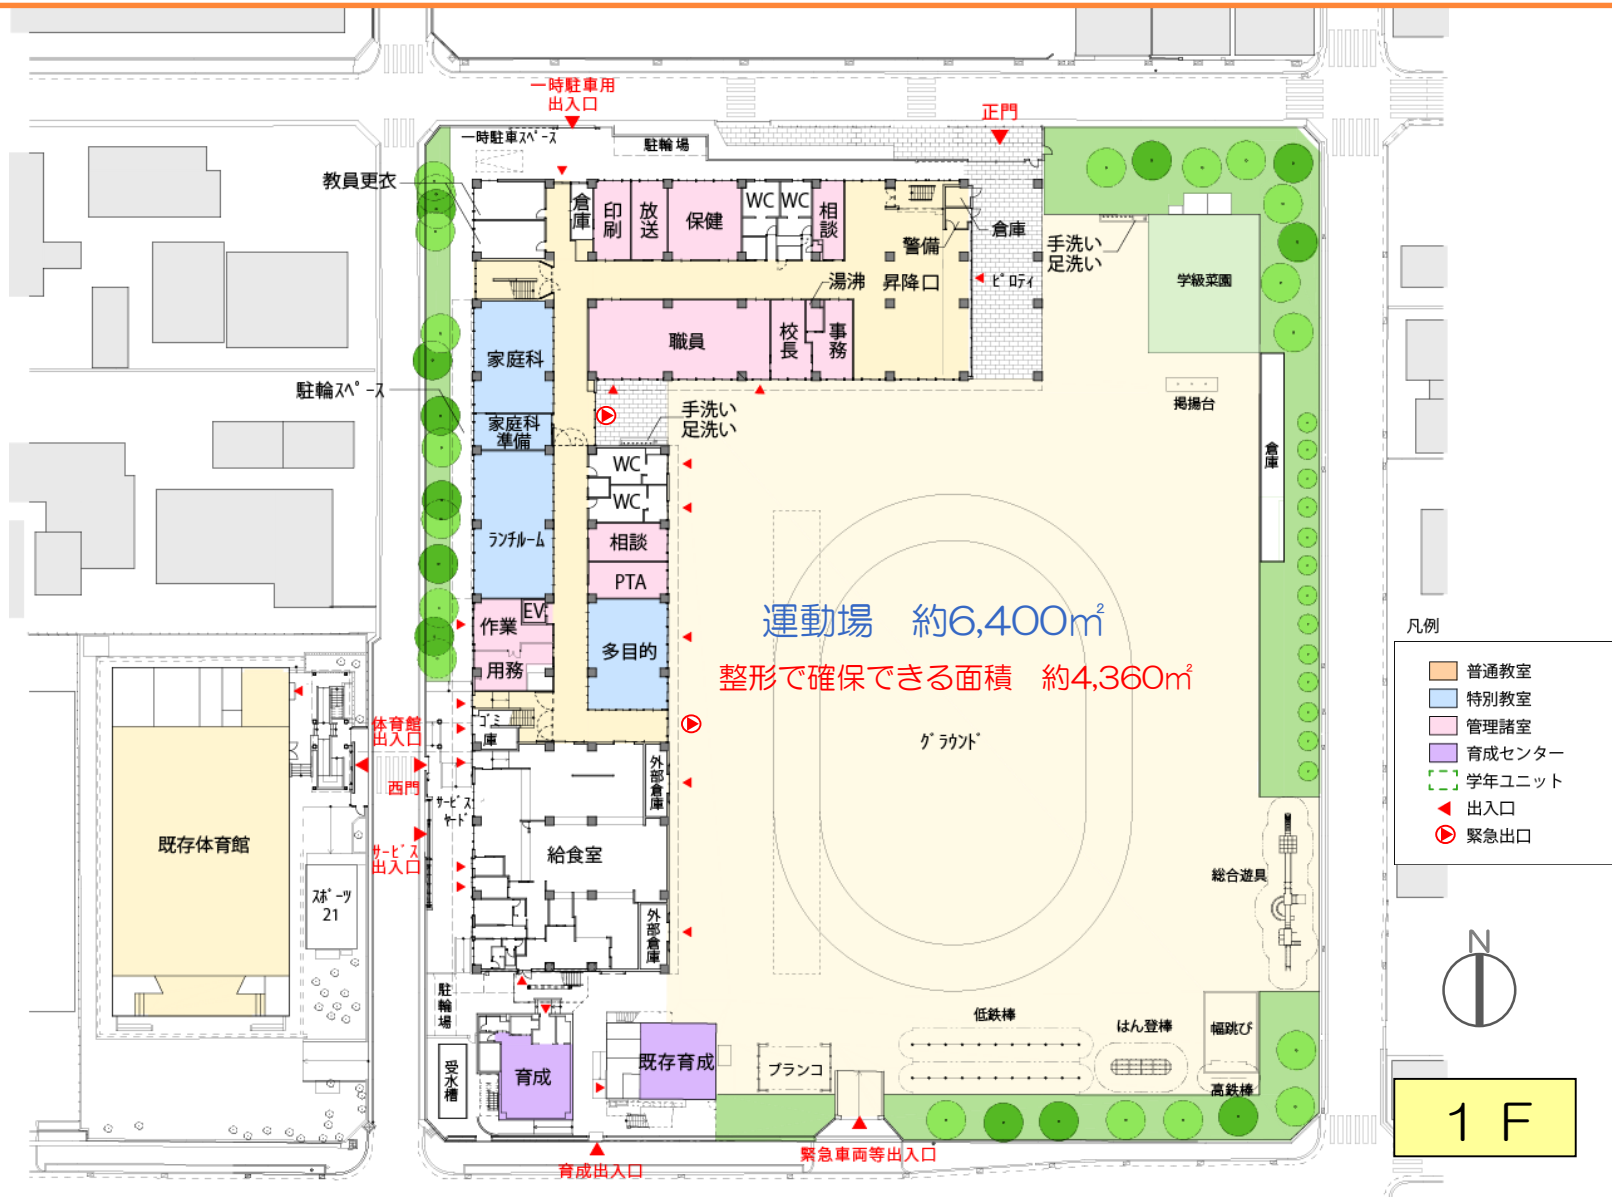 一時駐車用
出入口
正門
一時駐車ｽﾍﾟｰｽ
駐輪場
教員更衣
倉庫
印刷
放送
保健
WC
WC
相談
倉庫
警備
手洗い
足洗い
湯沸
昇降口
ﾋﾟﾛﾃｨ
学級菜園
家庭科
職員
校長
事務
駐輪ｽﾍﾟｰｽ
掲揚台
手洗い
足洗い
家庭科
準備
倉庫
WC
WC
ﾗﾝﾁﾙｰﾑ
相談
PTA
EV
作業
用務
多目的
運動場　約6,400㎡
整形で確保できる面積　約4,360㎡
ｸﾞﾗｳﾝﾄﾞ
凡例
普通教室
特別教室
管理諸室
育成センター
学年ユニット
出入口
緊急出口
ｺﾞﾐ
庫
体育館
出入口
西門
外部倉庫
ｻｰﾋﾞｽ
ﾔｰﾄﾞ
既存体育館
ｻｰﾋﾞｽ
出入口
給食室
総合遊具
ｽﾎﾟｰﾂ
21
外部倉庫
N
駐輪場
低鉄棒
はん登棒
幅跳び
受水槽
育成
既存育成
ブランコ
高鉄棒
緊急車両等出入口
育成出入口
１Ｆ